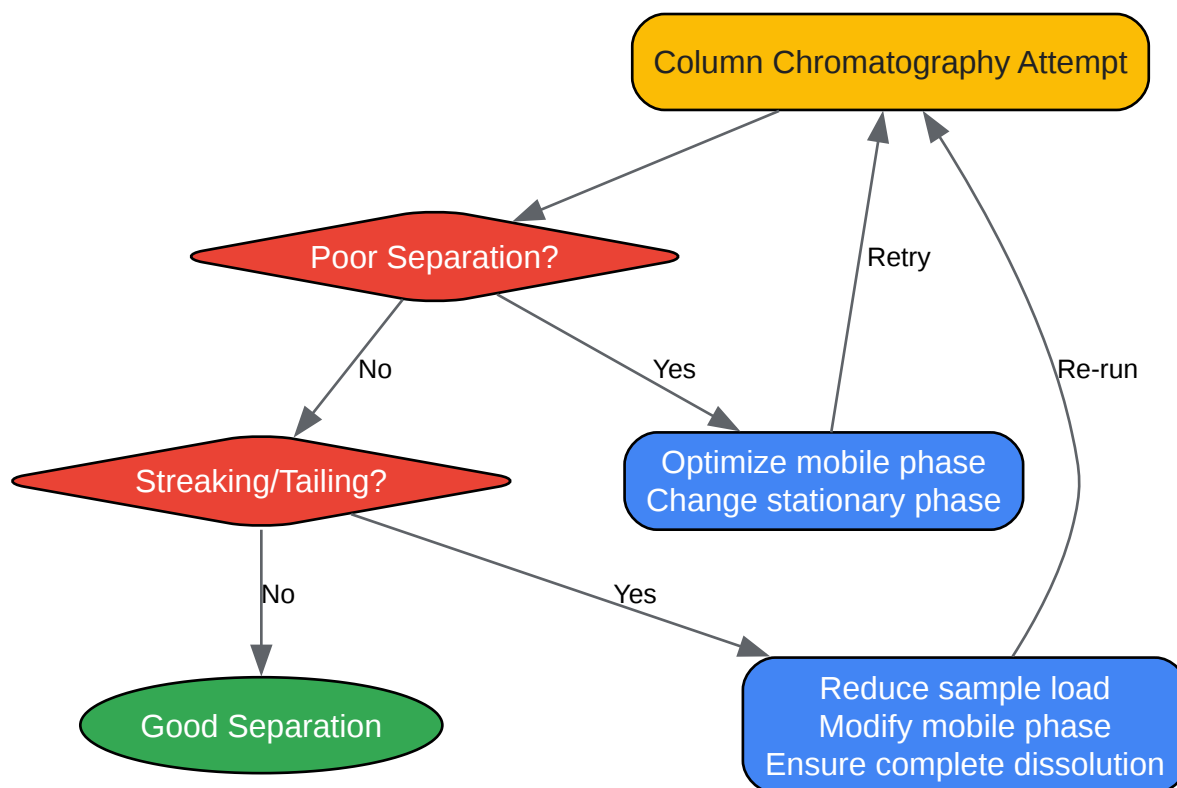 Column Chromatography Attempt
Poor Separation?
Retry
No
Yes
Re-run
Streaking/Tailing?
Optimize mobile phase
Change stationary phase
No
Yes
Good Separation
Reduce sample load
Modify mobile phase
Ensure complete dissolution